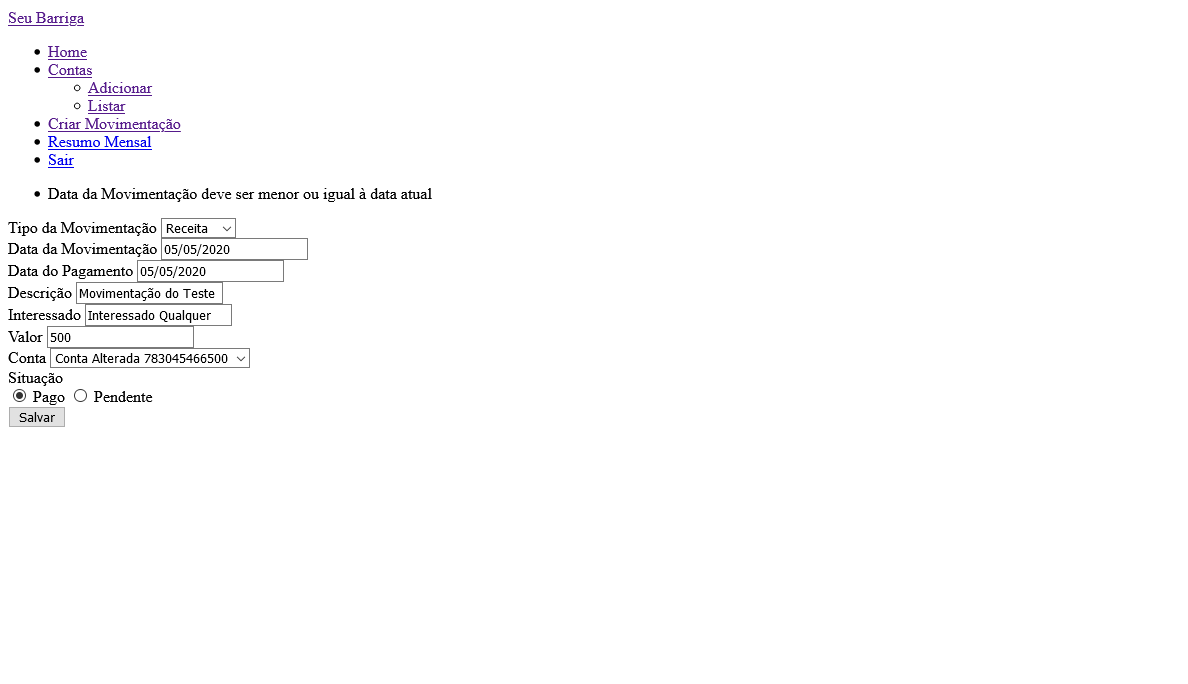 Seu Barriga
Home
Contas
Adicionar
Listar
Criar Movimentação
Resumo Mensal
Sair
Data da Movimentação deve ser menor ou igual à data atual
Tipo da Movimentação Receita
Data da Movimentação 05/05/2020
Data do Pagamento 05/05/2020
Descrição Movimentação do Teste
Interessado Interessado Qualquer
Valor 500
Conta Conta Alterada 783045466500
Situação
Pago Pendente
Salvar